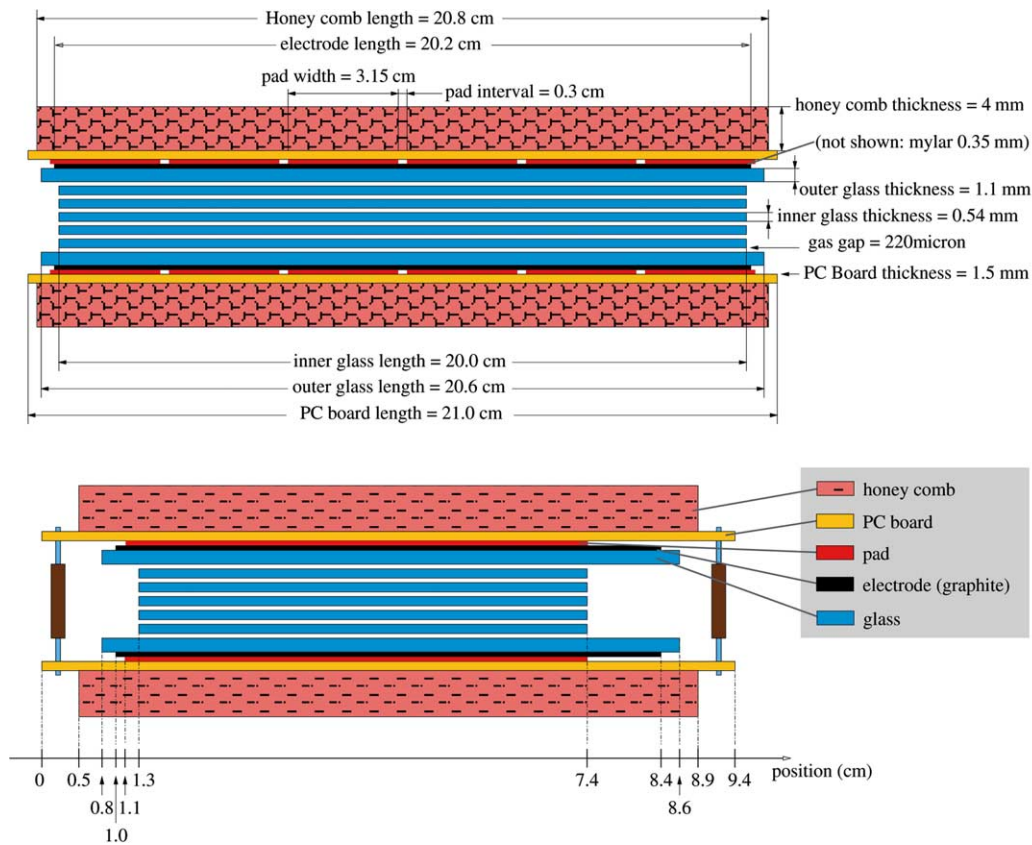 Honey comb length = 20.8 cm
electrode length = 20.2 cm
pad width = 3.15 cm
pad interval = 0.3 cm
honey comb thickness = 4 mm
(not shown: mylar 0.35 mm)
outer glass thickness = 1.1 mm
inner glass thickness = 0.54 mm
gas gap = 220micron
PC Board thickness = 1.5 mm
inner glass length = 20.0 cm
outer glass length = 20.6 cm
PC board length = 21.0 cm
honey comb
PC board
pad
electrode (graphite)
glass
position (cm)
0 0.5 1.3 7.4 8.4 8.9 9.4
0.8 1.1 8.6
1.0